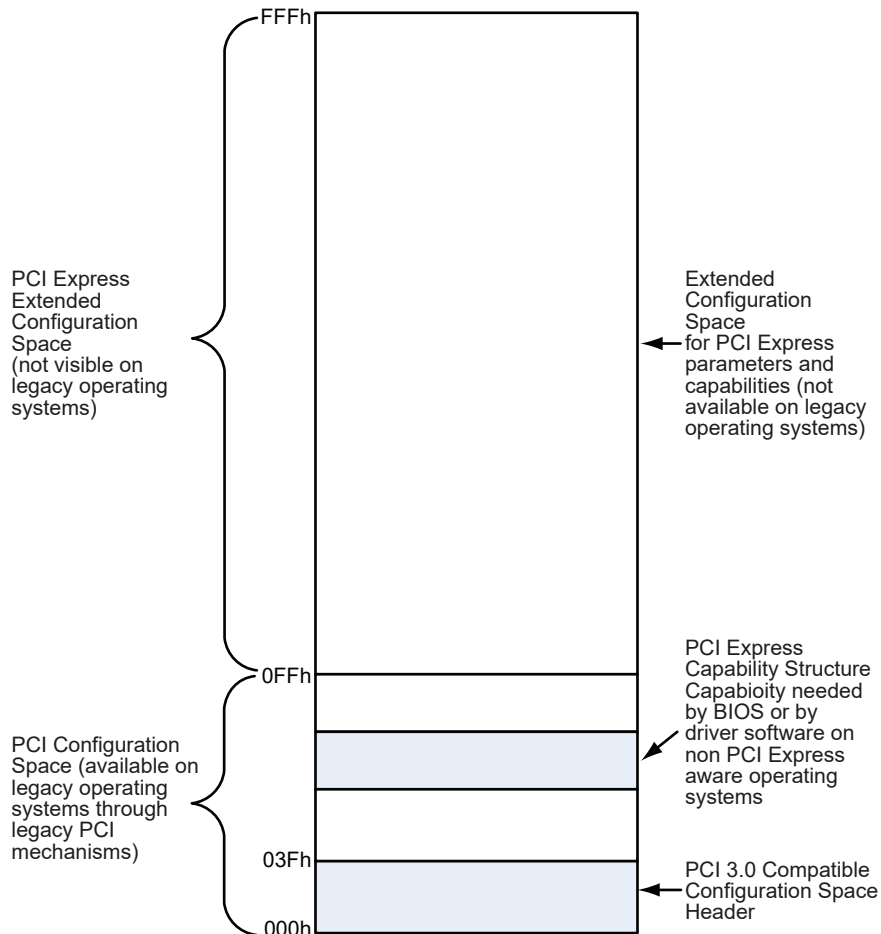 FFFh
PCI Express
Extended
Configuration
Space
(not visible on
legacy operating
systems)
Extended
Configuration
Space
for PCI Express
parameters and
capabilities (not
available on legacy
operating systems)
0FFh
PCI Express
Capability Structure
Capabioity needed
by BIOS or by
driver software on
non PCI Express
aware operating
systems
PCI Configuration
Space (available on
legacy operating
systems through
legacy PCI
mechanisms)
03Fh
PCI 3.0 Compatible
Configuration Space
Header
000h